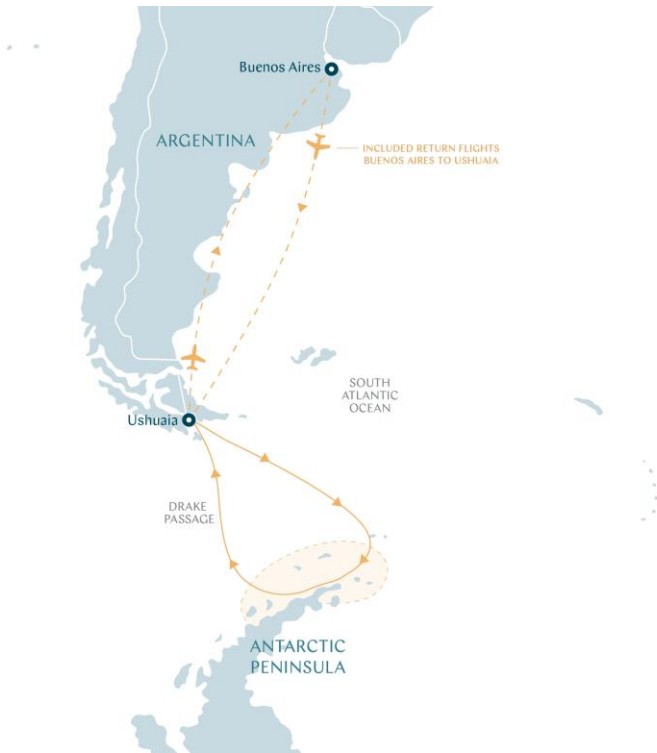 Buenos Aires
ARGENTINA
INCLUDED RETURN FLIGHTS
BUENOS AIRES TO USHUAIA
SOUTH
ATLANTIC
OCEAN
Ushuaia
DRAKE
PASSAGE
ANTARCTIC
PENINSULA